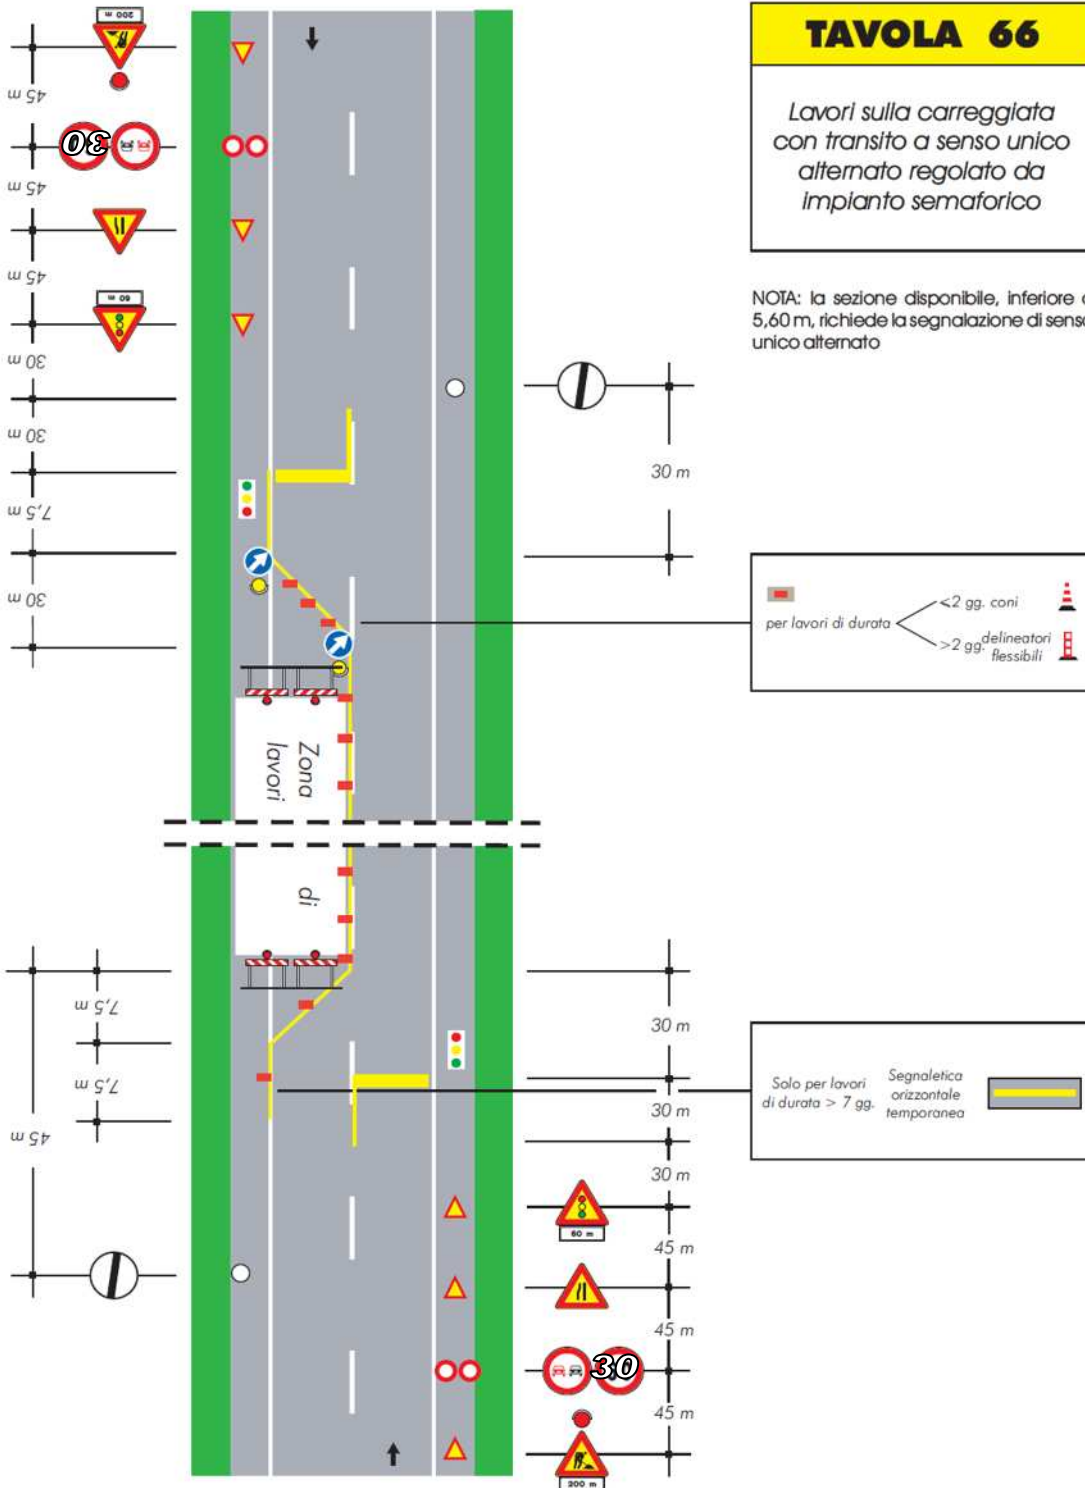 TAVOLA 66
Lavori sulla carreggiata
con transito a senso unico
alternato regolato da
impianto semaforico
NOTA: la sezione disponibile, inferiore a
5,60 m, richiede la segnalazione di senso
unico alternato
200 m
45 m
30
45 m
45 m
60 m
30 m
30 m
7,5 m
30 m
30 m
per lavori di durata
<2 gg. coni
>2 gg. delineatori
flessibili
Zona
lavori
di
7,5 m
7,5 m
45 m
30 m
30 m
30 m
Solo per lavori
di durata > 7 gg.
Segnaletica
orizzontale
temporanea
60 m
45 m
45 m
30
45 m
200 m